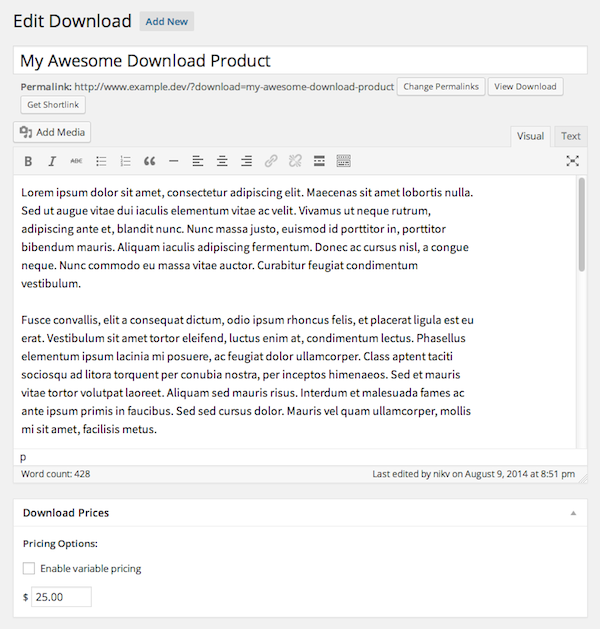 Edit Download Add New
My Awesome Download Product
Permalink: http://www.example.dev/?download=my-awesome-download-product Change Permalinks View Download
Get Shortlink
Add Media Visual Text
B I ABC
Lorem ipsum dolor sit amet, consectetur adipiscing elit. Maecenas sit amet lobortis nulla.
Sed ut augue vitae dui iaculis elementum vitae ac velit. Vivamus ut neque rutrum,
adipiscing ante et, blandit nunc. Nunc massa justo, euismod id porttitor in, porttitor
bibendum mauris. Aliquam iaculis adipiscing fermentum. Donec ac cursus nisl, a congue
neque. Nunc commodo eu massa vitae auctor. Curabitur feugiat condimentum
vestibulum.
Fusce convallis, elit a consequat dictum, odio ipsum rhoncus felis, et placerat ligula est eu
erat. Vestibulum sit amet tortor eleifend, luctus enim at, condimentum lectus. Phasellus
elementum ipsum lacinia mi posuere, ac feugiat dolor ullamcorper. Class aptent taciti
sociosqu ad litora torquent per conubia nostra, per inceptos himenaeos. Sed et mauris
vitae tortor volutpat laoreet. Aliquam sed mauris risus. Interdum et malesuada fames ac
ante ipsum primis in faucibus. Sed sed cursus dolor. Mauris vel quam ullamcorper, mollis
mi sit amet, facilisis metus.
p
Word count: 428 Last edited by nikv on August 9, 2014 at 8:51 pm
Download Prices
Pricing Options:
Enable variable pricing
$ 25.00